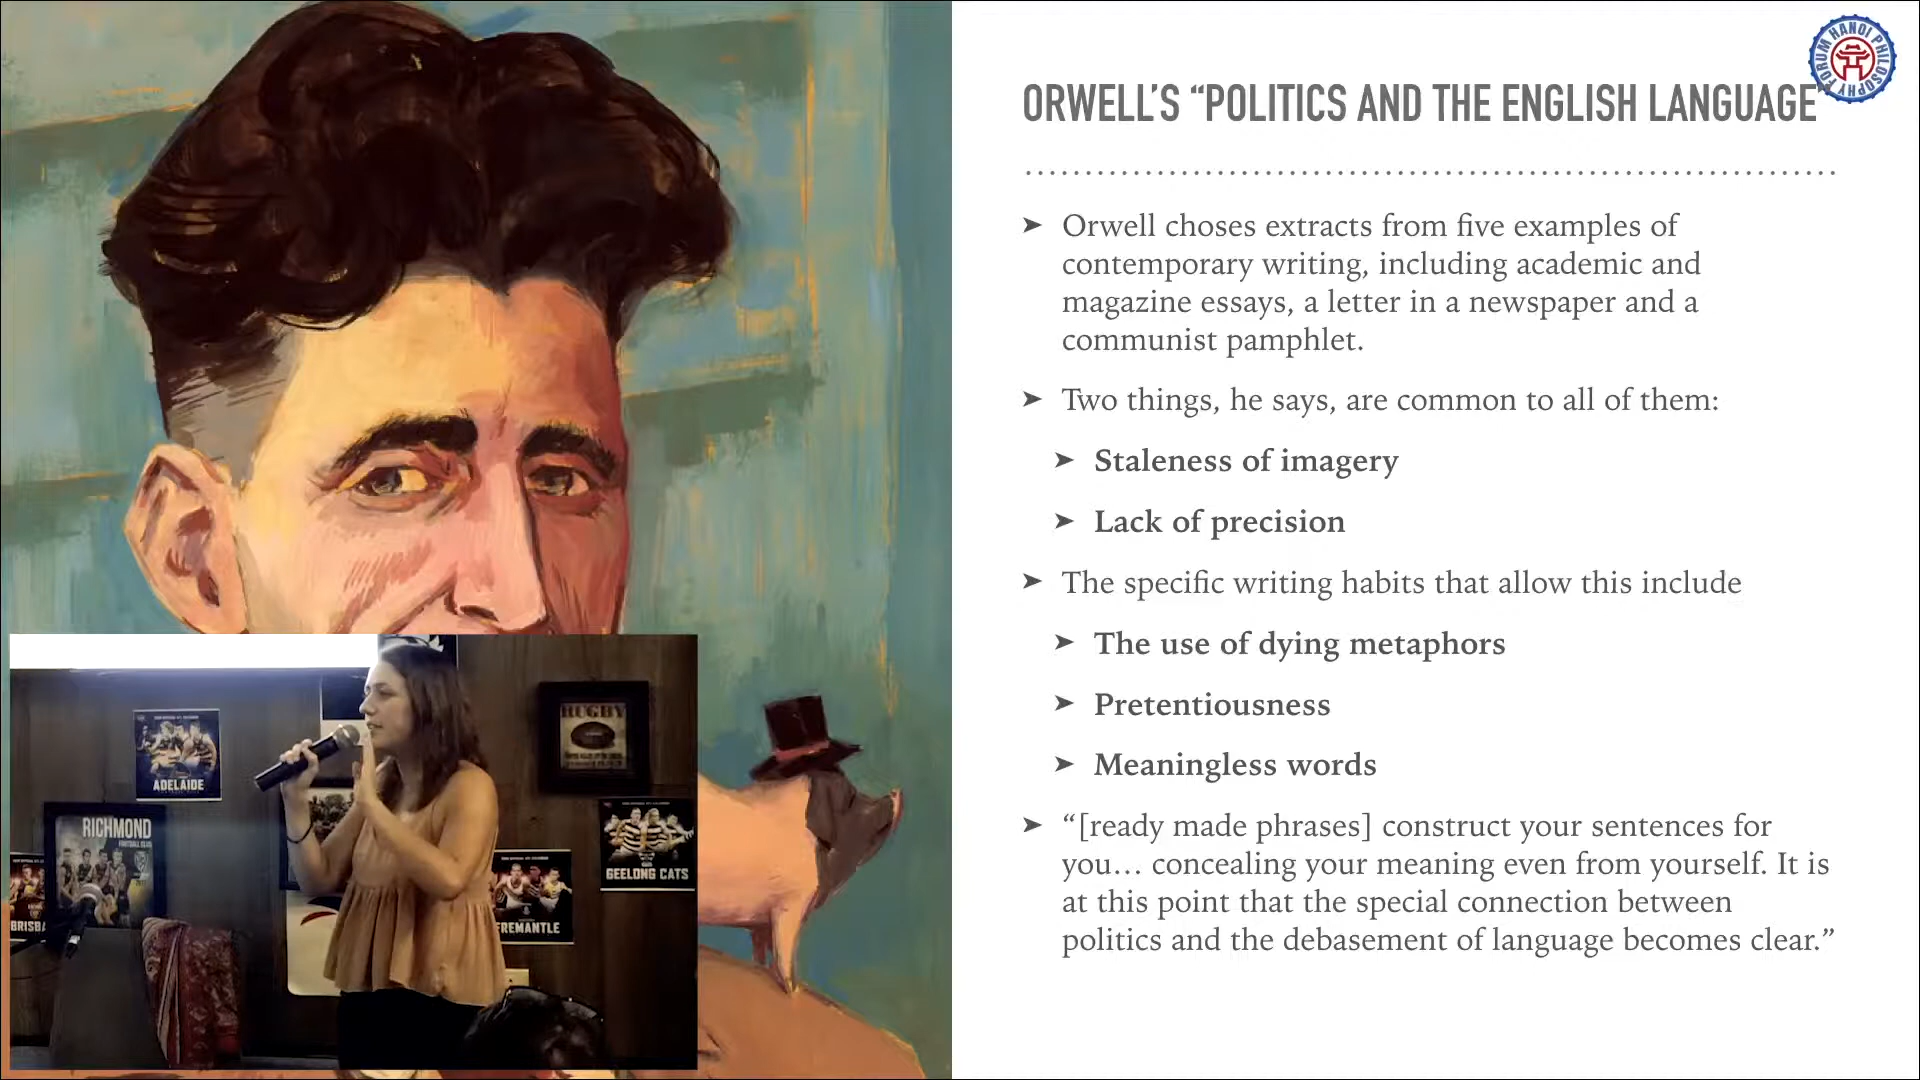 FORUM HANOI PHILOSOPHY
ORWELL’S “POLITICS AND THE ENGLISH LANGUAGE”
➤ Orwell choses extracts from five examples of
contemporary writing, including academic and
magazine essays, a letter in a newspaper and a
communist pamphlet.
➤ Two things, he says, are common to all of them:
➤ Staleness of imagery
➤ Lack of precision
➤ The specific writing habits that allow this include
➤ The use of dying metaphors
➤ Pretentiousness
➤ Meaningless words
➤ “[ready made phrases] construct your sentences for
you… concealing your meaning even from yourself. It is
at this point that the special connection between
politics and the debasement of language becomes clear.”
RUGBY
ADELAIDE
RICHMOND
FOOTBALL CLUB
GEELONG CATS
BRISBA
FREMANTLE